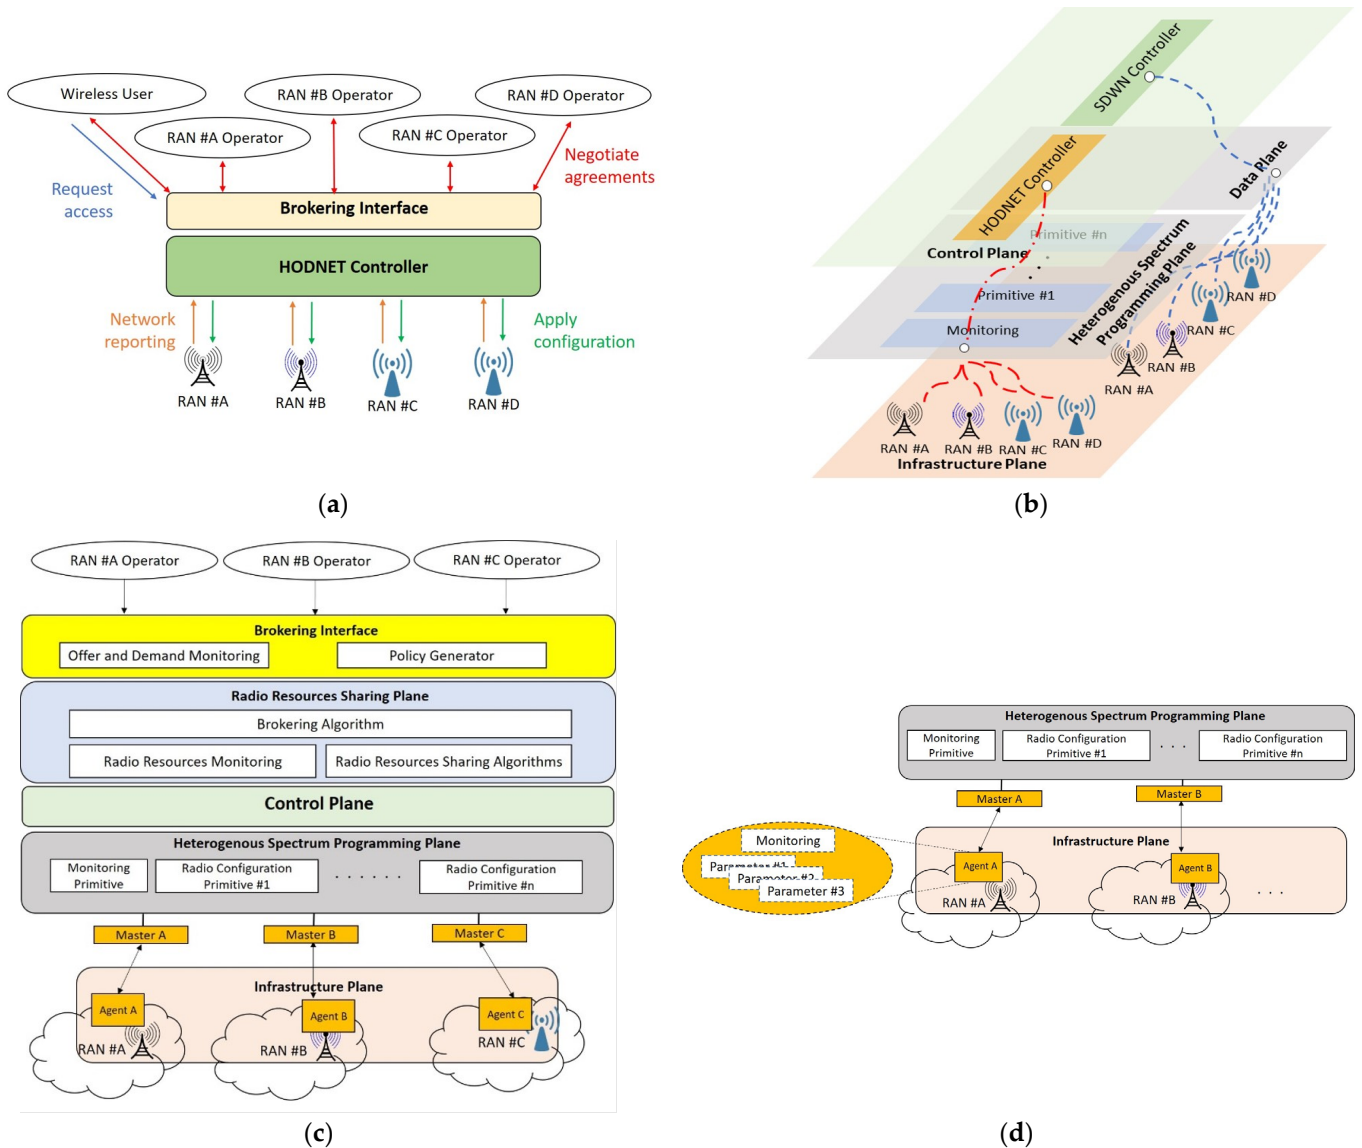 Wireless User
RAN #B Operator
RAN #D Operator
RAN #A Operator
RAN #C Operator
Request
access
Negotiate
agreements
Brokering Interface
HODNET Controller
Network
reporting
Apply
configuration
RAN #A
RAN #B
RAN #C
RAN #D
(a)
SDWN Controller
HODNET Controller
Data Plane
Primitive #n
Control Plane
Heterogenous Spectrum
Programming Plane
Primitive #1
Monitoring
RAN #D
RAN #C
RAN #B
RAN #A
RAN #A
RAN #B
RAN #C
RAN #D
Infrastructure Plane
(b)
RAN #A Operator
RAN #B Operator
RAN #C Operator
Brokering Interface
Offer and Demand Monitoring
Policy Generator
Radio Resources Sharing Plane
Brokering Algorithm
Radio Resources Monitoring
Radio Resources Sharing Algorithms
Control Plane
Heterogenous Spectrum Programming Plane
Monitoring
Primitive
Radio Configuration
Primitive #1
. . . . . .
Radio Configuration
Primitive #n
Master A
Master B
Master C
Infrastructure Plane
Agent A
Agent B
Agent C
RAN #A
RAN #B
RAN #C
(c)
Heterogenous Spectrum Programming Plane
Monitoring
Primitive
Radio Configuration
Primitive #1
. . .
Radio Configuration
Primitive #n
Master A
Master B
Infrastructure Plane
Monitoring
Parameter #1
Parameter #2
Parameter #3
Agent A
Agent B
RAN #A
RAN #B
. . .
(d)